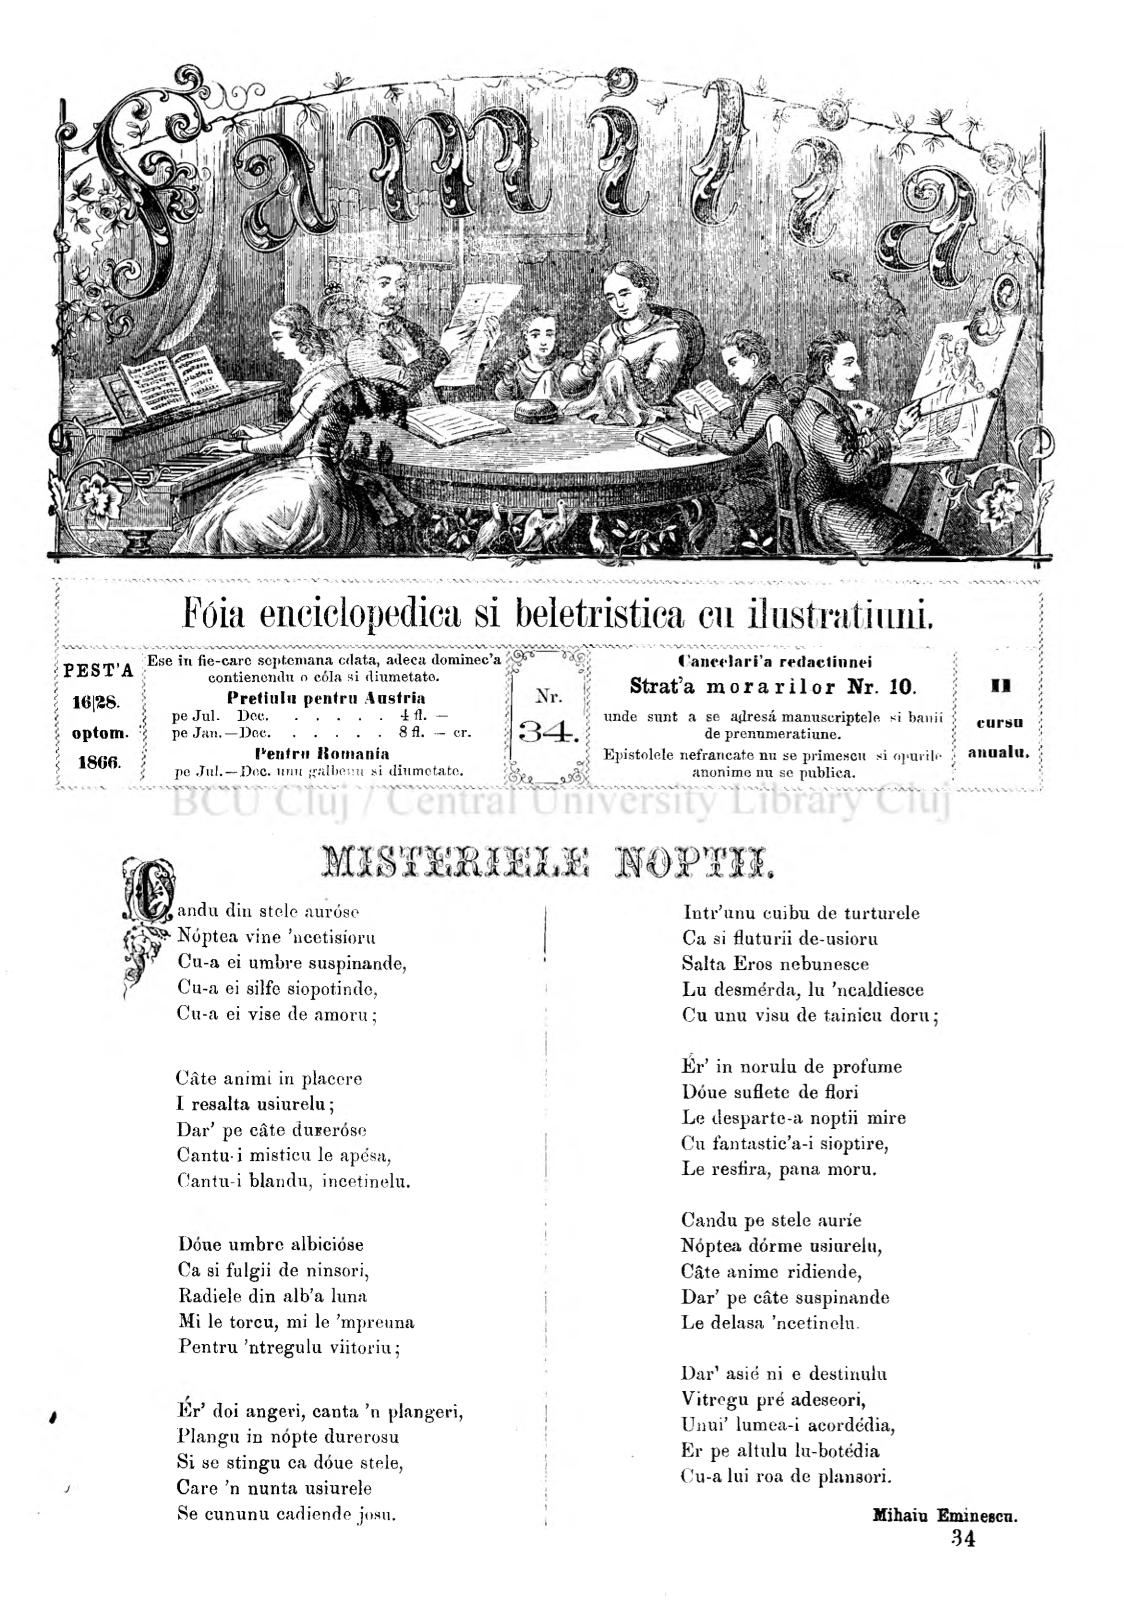 Familia
Fóia enciclopedica si beletristica cu ilustratiuni.
PEST'A
16|28.
optom.
1866.
Ese in fie-care septemana odata, adeca dominec'a
contienendu o cóla si diumetate.
Pretiulu pentru Austria
pe Jul. Dec. . . . . . 4 fl. —
pe Jan.—Dec. . . . . . 8 fl. — cr.
Pentru Romania
pe Jul.—Dec. unu galbenu si diumetate.
Nr.
34.
Cancelari'a redactiunei
Strat'a morarilor Nr. 10.
unde sunt a se adresá manuscriptele si banii
de prenumeratiune.
Epistolele nefrancate nu se primescu si opurile
anonime nu se publica.
II
cursu
anualu.
BCU Cluj / Central University Library Cluj
MISTERIELE NOPTII.
Candu din stele auróse
Nóptea vine 'ncetisíoru
Cu-a ei umbre suspinande,
Cu-a ei silfe siopotinde,
Cu-a ei vise de amoru;
Câte animi in placere
I resalta usiurelu;
Dar' pe câte dureróse
Cantu-i misticu le apésa,
Cantu-i blandu, incetinelu.
Dóue umbre albicióse
Ca si fulgii de ninsori,
Radiele din alb'a luna
Mi le torcu, mi le 'mpreuna
Pentru 'ntregulu viitoriu;
Ér' doi angeri, canta 'n plangeri,
Plangu in nópte durerosu
Si se stingu ca dóue stele,
Care 'n nunta usiurele
Se cununu cadiende josu.
Intr'unu cuibu de turturele
Ca si fluturii de-usioru
Salta Eros nebunesce
Lu desmérda, lu 'ncaldiesce
Cu unu visu de tainicu doru;
Ér' in norulu de profume
Dóue suflete de flori
Le desparte-a noptii mire
Cu fantastic'a-i sioptire,
Le resfira, pana moru.
Candu pe stele auríe
Nóptea dórme usiurelu,
Câte anime ridiende,
Dar' pe câte suspinande
Le delasa 'ncetinelu.
Dar' asié ni e destinulu
Vitregu pré adeseori,
Unui' lumea-i acordédia,
Er pe altulu lu-botédia
Cu-a lui roa de plansori.
Mihaiu Eminescu.
34